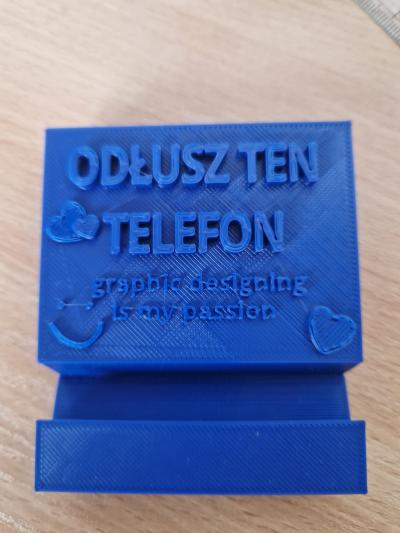 ODŁUSZ TEN
TELEFON
graphic designing
is my passion